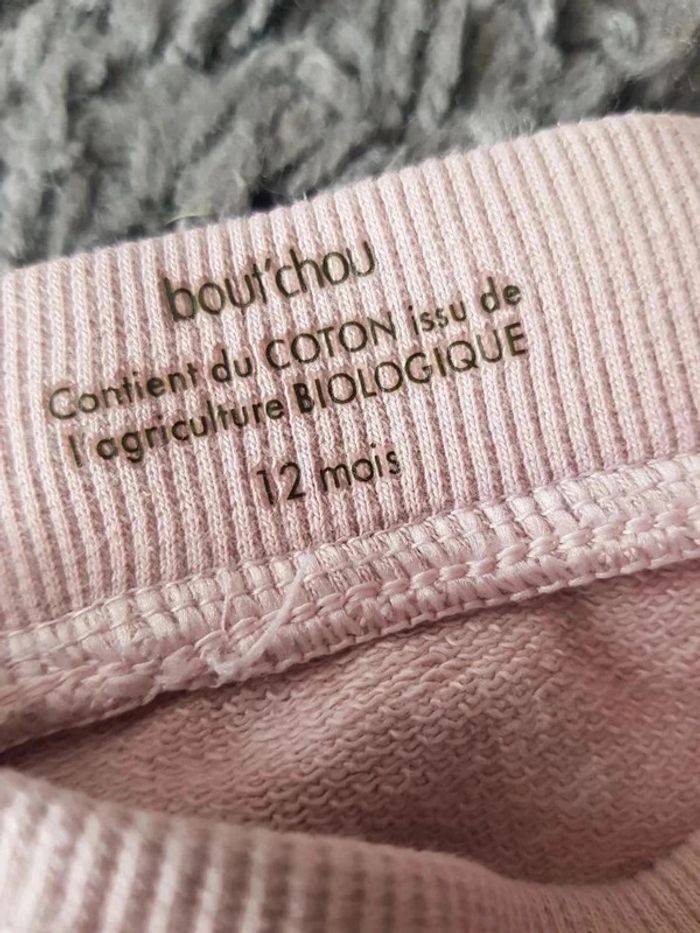 bout'chou
Contient du COTON issu de
l'agriculture BIOLOGIQUE
12 mois